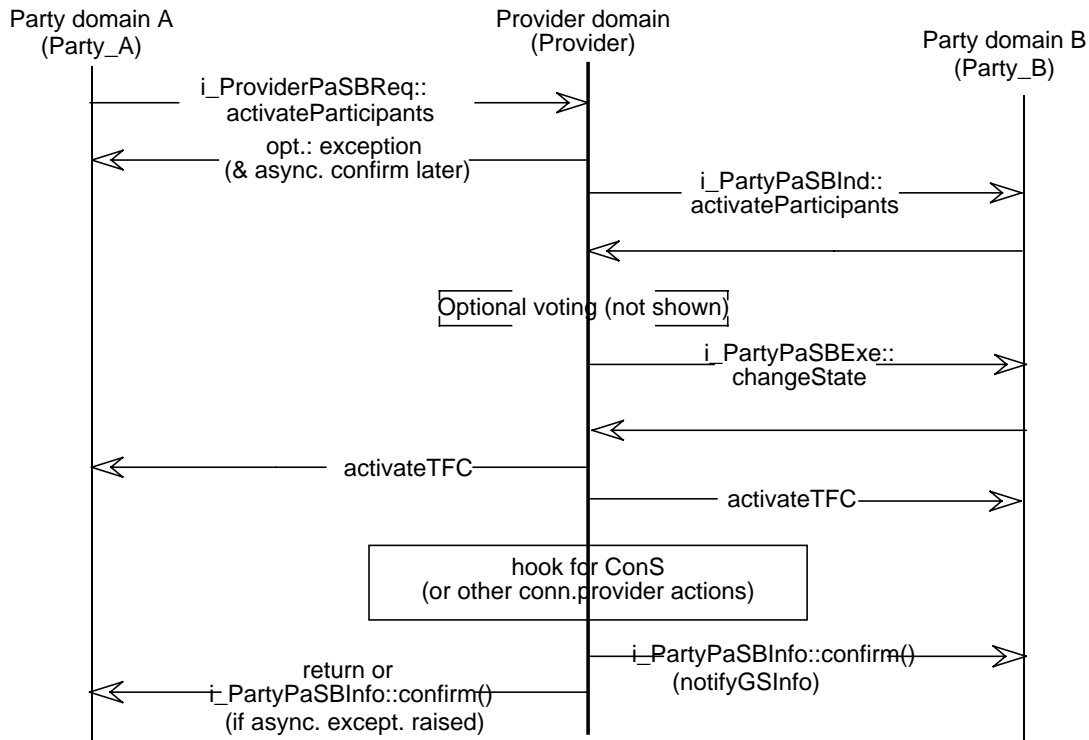 Party domain A
(Party_A)
Provider domain
(Provider)
Party domain B
(Party_B)
i_ProviderPaSBReq::
activateParticipants
opt.: exception
(& async. confirm later)
i_PartyPaSBInd::
activateParticipants
Optional voting (not shown)
i_PartyPaSBExe::
changeState
activateTFC
activateTFC
hook for ConS
(or other conn.provider actions)
i_PartyPaSBInfo::confirm()
(notifyGSInfo)
return or
i_PartyPaSBInfo::confirm()
(if async. except. raised)